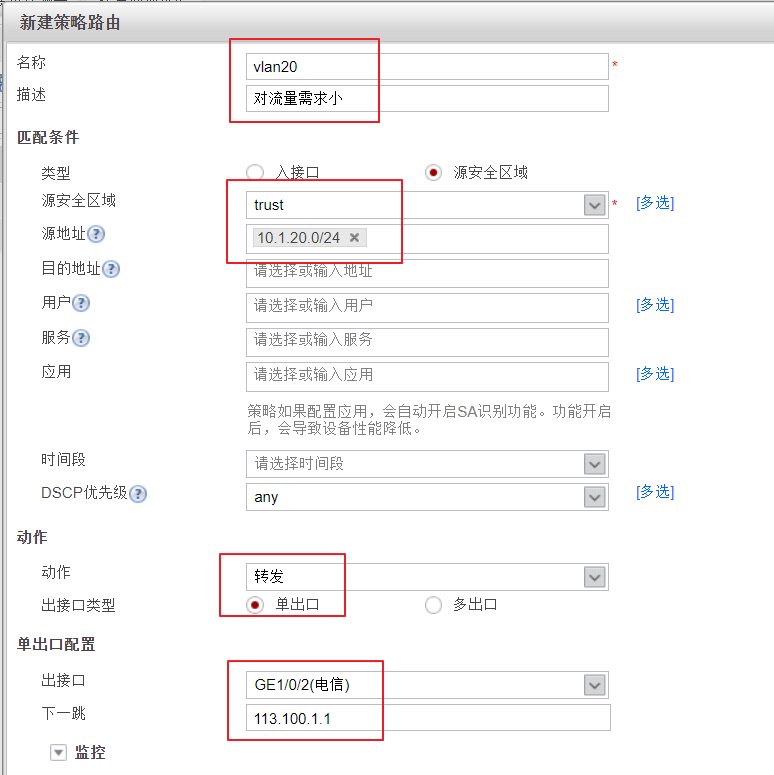 新建策略路由
名称 vlan20 *
描述 对流量需求小
匹配条件
类型 入接口 源安全区域
源安全区域 trust * [多选]
源地址 ? 10.1.20.0/24 ×
目的地址 ? 请选择或输入地址
用户 ? 请选择或输入用户 [多选]
服务 ? 请选择或输入服务
应用 请选择或输入应用 [多选]
策略如果配置应用，会自动开启SA识别功能。功能开启
后，会导致设备性能降低。
时间段 请选择时间段
DSCP优先级 ? any [多选]
动作
动作 转发
出接口类型 单出口 多出口
单出口配置
出接口 GE1/0/2(电信)
下一跳 113.100.1.1
监控